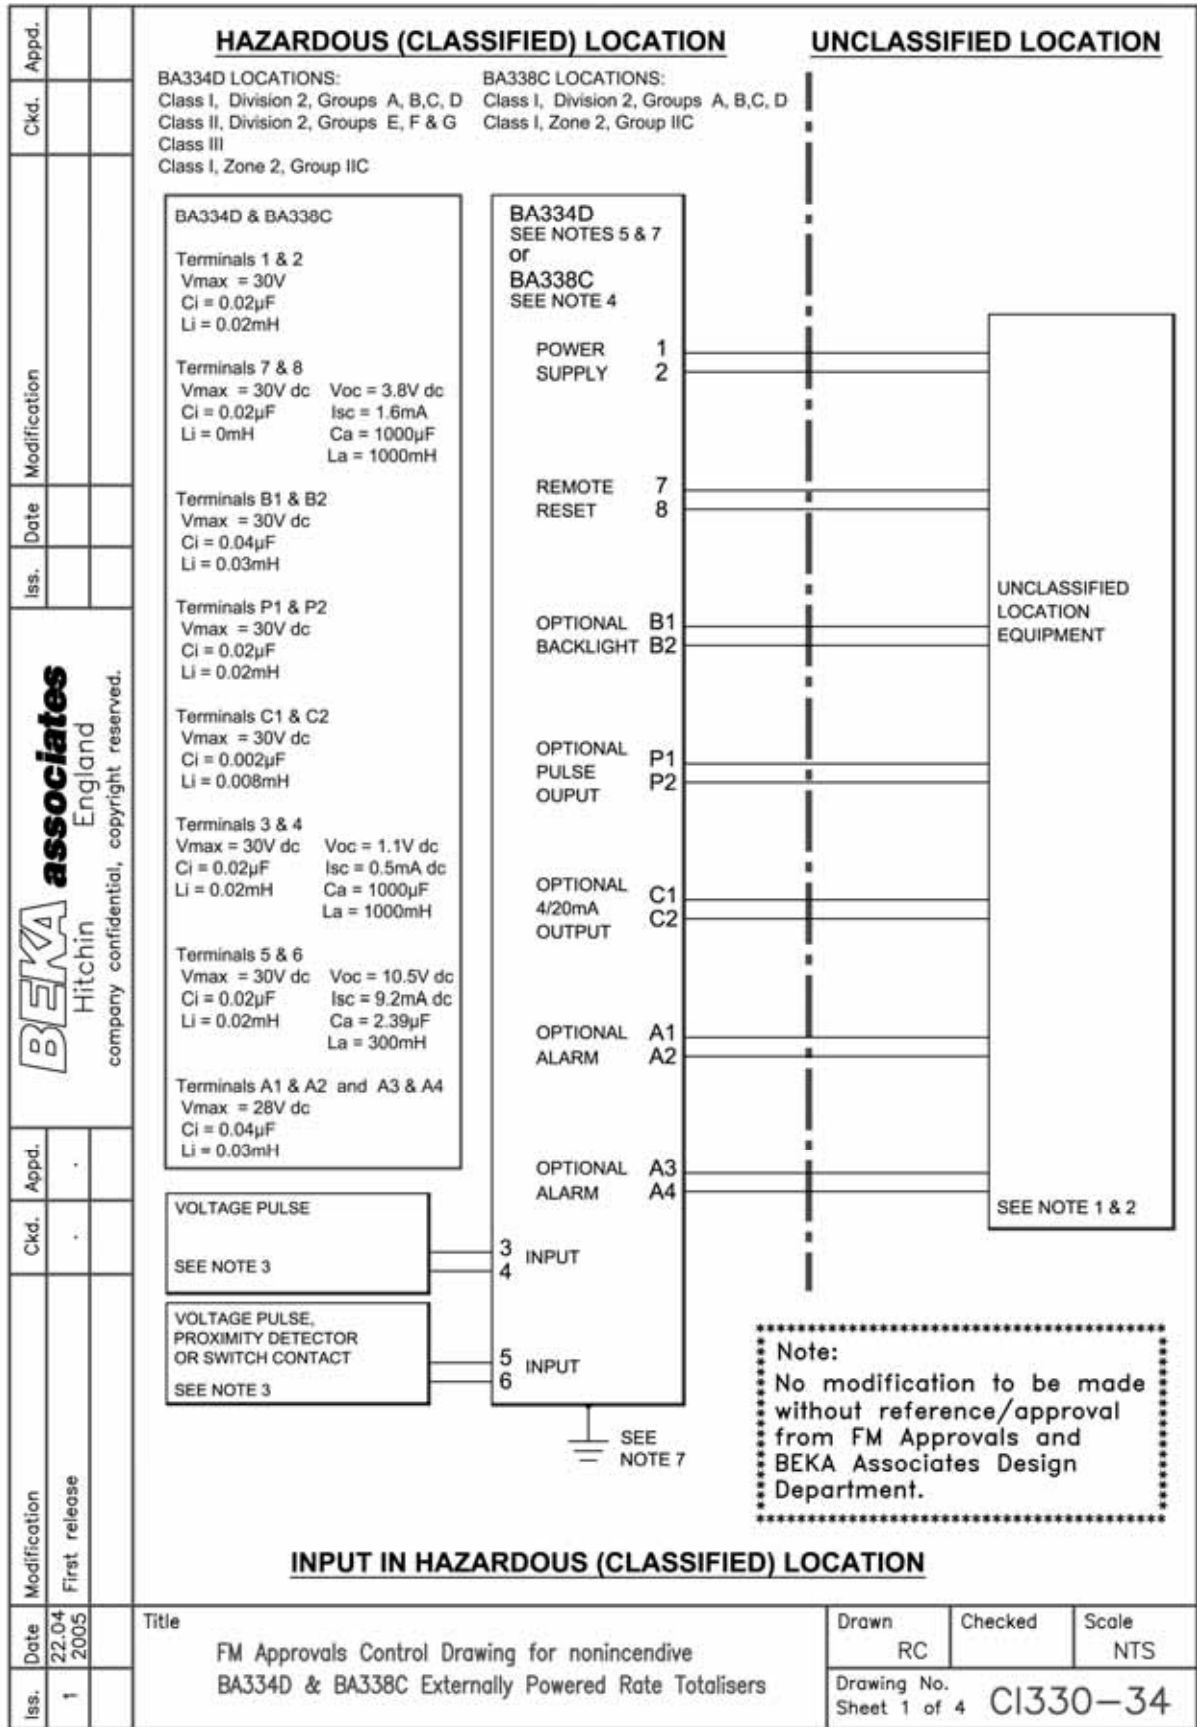 HAZARDOUS (CLASSIFIED) LOCATION
UNCLASSIFIED LOCATION
BA334D LOCATIONS:
Class I, Division 2, Groups A, B,C, D
Class II, Division 2, Groups E, F & G
Class III
Class I, Zone 2, Group IIC
BA338C LOCATIONS:
Class I, Division 2, Groups A, B,C, D
Class I, Zone 2, Group IIC
BA334D & BA338C
Terminals 1 & 2
Vmax = 30V
Ci = 0.02µF
Li = 0.02mH
Terminals 7 & 8
Vmax = 30V dc Voc = 3.8V dc
Ci = 0.02µF Isc = 1.6mA
Li = 0mH Ca = 1000µF
La = 1000mH
Terminals B1 & B2
Vmax = 30V dc
Ci = 0.04µF
Li = 0.03mH
Terminals P1 & P2
Vmax = 30V dc
Ci = 0.02µF
Li = 0.02mH
Terminals C1 & C2
Vmax = 30V dc
Ci = 0.002µF
Li = 0.008mH
Terminals 3 & 4
Vmax = 30V dc Voc = 1.1V dc
Ci = 0.02µF Isc = 0.5mA dc
Li = 0.02mH Ca = 1000µF
La = 1000mH
Terminals 5 & 6
Vmax = 30V dc Voc = 10.5V dc
Ci = 0.02µF Isc = 9.2mA dc
Li = 0.02mH Ca = 2.39µF
La = 300mH
Terminals A1 & A2 and A3 & A4
Vmax = 28V dc
Ci = 0.04µF
Li = 0.03mH
BA334D
SEE NOTES 5 & 7
or
BA338C
SEE NOTE 4
POWER 1
SUPPLY 2
REMOTE 7
RESET 8
OPTIONAL B1
BACKLIGHT B2
OPTIONAL P1
PULSE P2
OUPUT
OPTIONAL C1
4/20mA C2
OUTPUT
OPTIONAL A1
ALARM A2
OPTIONAL A3
ALARM A4
UNCLASSIFIED
LOCATION
EQUIPMENT
SEE NOTE 1 & 2
VOLTAGE PULSE
SEE NOTE 3
3
4
INPUT
VOLTAGE PULSE,
PROXIMITY DETECTOR
OR SWITCH CONTACT
SEE NOTE 3
5
6
INPUT
SEE
NOTE 7
Note:
No modification to be made
without reference/approval
from FM Approvals and
BEKA Associates Design
Department.
INPUT IN HAZARDOUS (CLASSIFIED) LOCATION
Title
FM Approvals Control Drawing for nonincendive
BA334D & BA338C Externally Powered Rate Totalisers
Drawn
RC
Checked
Scale
NTS
Drawing No.
Sheet 1 of 4
CI330-34
Iss. Date Modification Ckd. Appd.
1 22.04 2005 First release . .
BEKA associates
Hitchin England
company confidential, copyright reserved.
Iss. Date Modification Ckd. Appd.